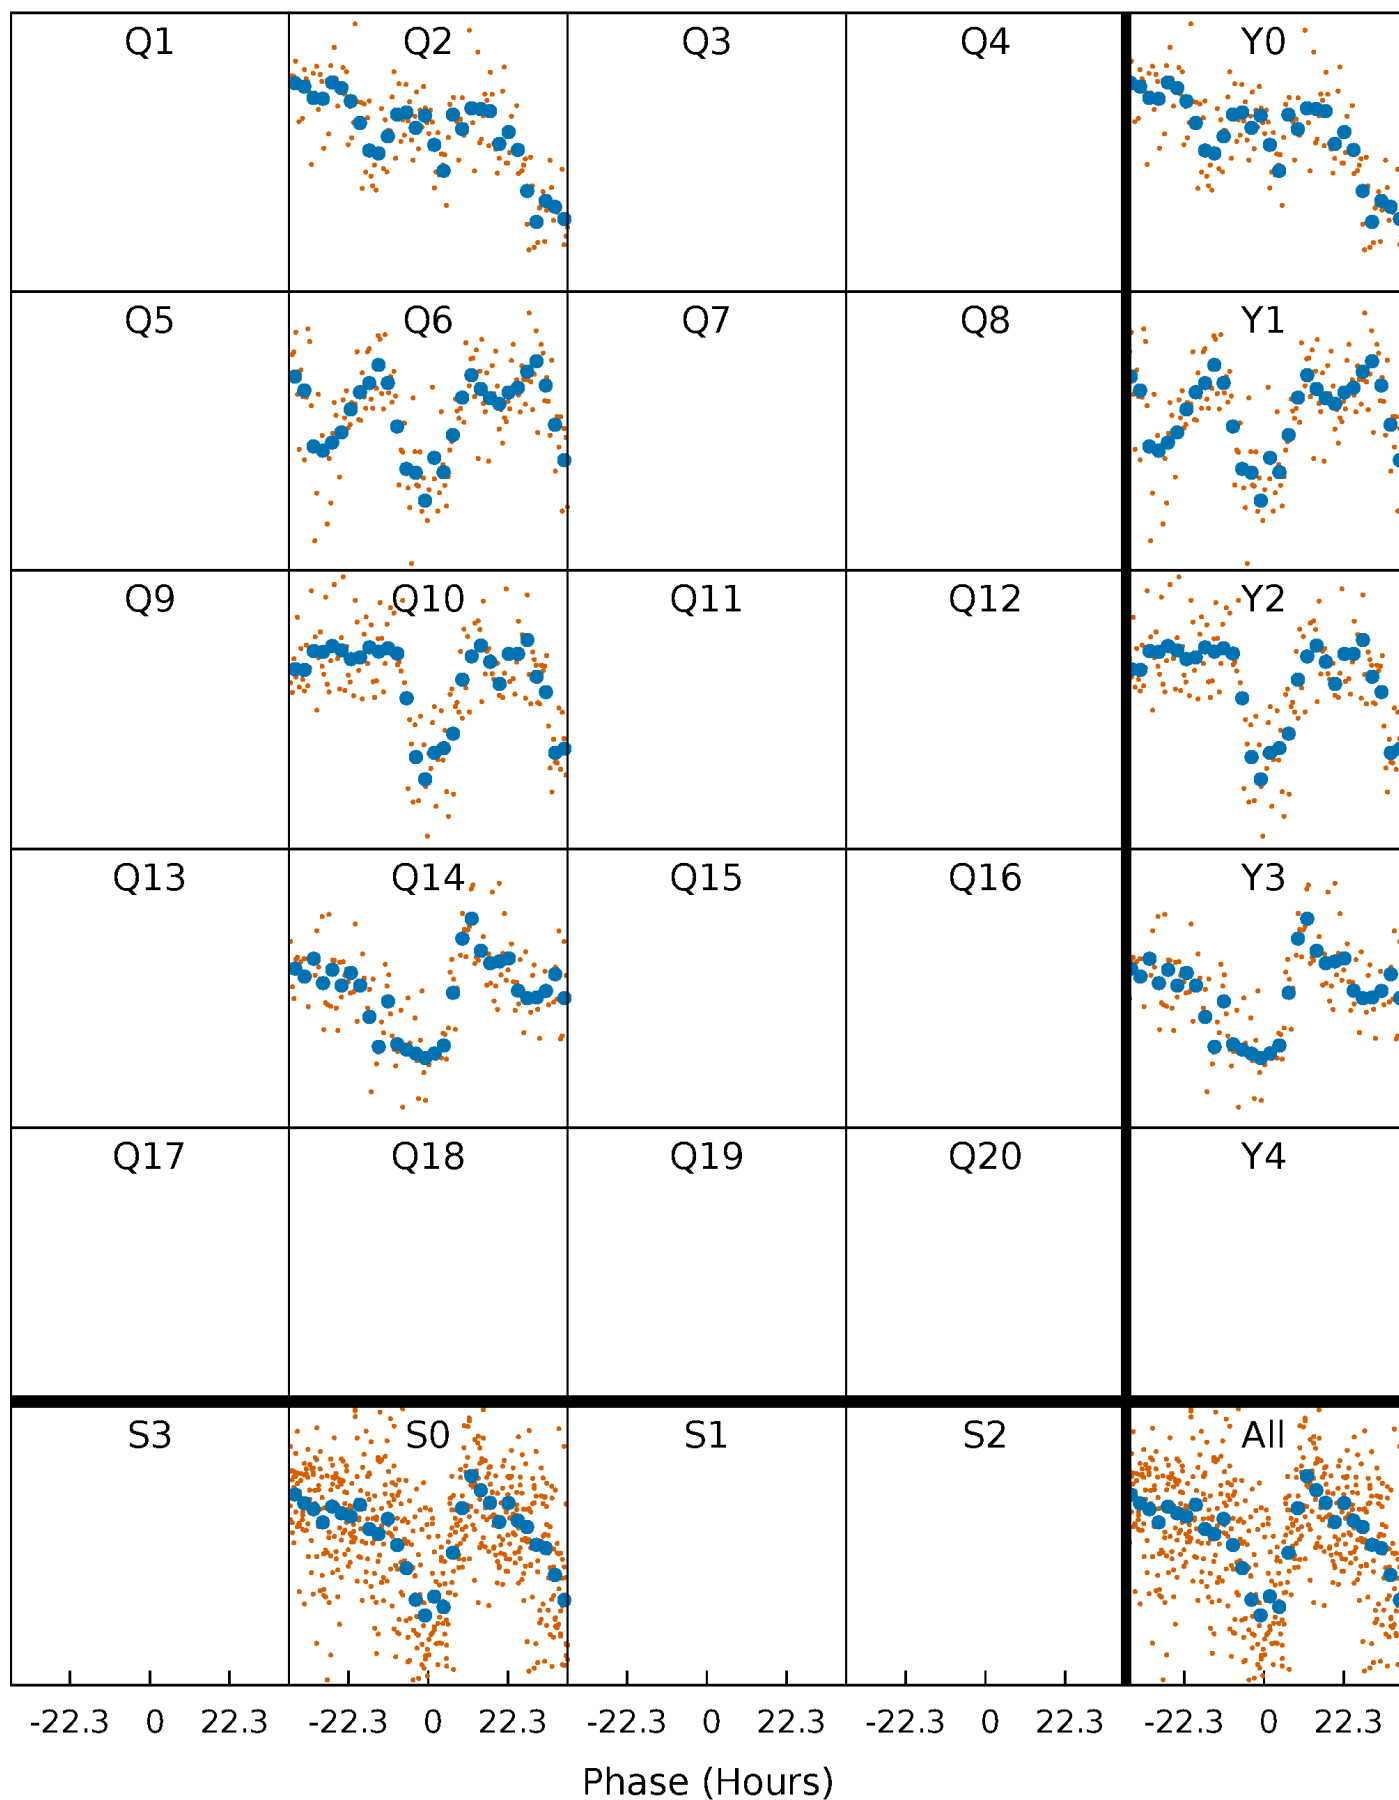 Q1 Q2 Q3 Q4 Y0
Q5 Q6 Q7 Q8 Y1
Q9 Q10 Q11 Q12 Y2
Q13 Q14 Q15 Q16 Y3
Q17 Q18 Q19 Q20 Y4
S3 S0 S1 S2 All
-22.3 0 22.3 -22.3 0 22.3 -22.3 0 22.3 -22.3 0 22.3 -22.3 0 22.3
Phase (Hours)